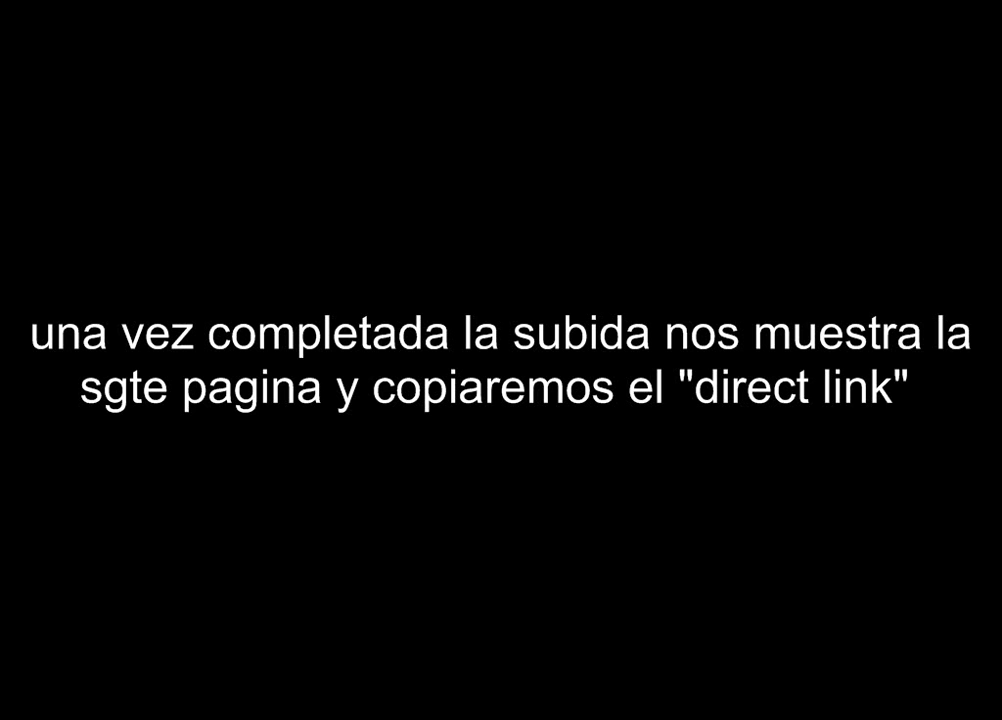 una vez completada la subida nos muestra la
sgte pagina y copiaremos el "direct link"